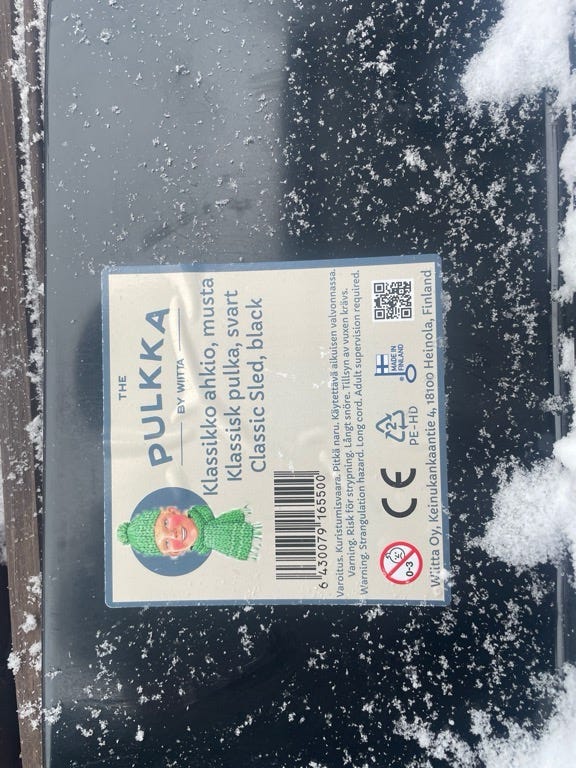 THE
PULKKA
BY WIITTA
Klassikko ahkio, musta
Klassisk pulka, svart
Classic Sled, black
6 430079 165500
Varoitus. Kuristumisvaara. Pitkä naru. Käytettävä aikuisen valvonnassa.
Varning. Risk för strypning. Långt snöre. Tillsyn av vuxen krävs.
Warning. Strangulation hazard. Long cord. Adult supervision required.
0-3
CE
2
PE-HD
MADE IN
FINLAND
Wiitta Oy, Keinukankaantie 4, 18100 Heinola, Finland